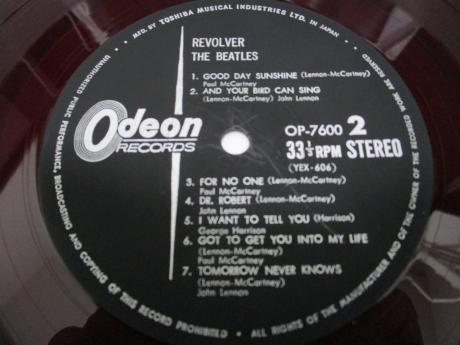 MFD. BY TOSHIBA MUSICAL INDUSTRIES LTD. IN JAPAN
REVOLVER
THE BEATLES
1. GOOD DAY SUNSHINE (Lennon-McCartney)
Paul McCartney
2. AND YOUR BIRD CAN SING
(Lennon-McCartney) John Lennon
Odeon
RECORDS
OP-7600 2
33 1/3 RPM STEREO
(YEX-606)
3. FOR NO ONE (Lennon-McCartney)
Paul McCartney
4. DR. ROBERT (Lennon-McCartney)
John Lennon
5. I WANT TO TELL YOU (Harrison)
George Harrison
6. GOT TO GET YOU INTO MY LIFE
(Lennon-McCartney)
Paul McCartney
7. TOMORROW NEVER KNOWS
(Lennon-McCartney)
John Lennon
UNAUTHORIZED PUBLIC PERFORMANCE, BROADCASTING AND COPYING OF THIS RECORD PROHIBITED • ALL RIGHTS OF THE MANUFACTURER AND OF THE OWNER OF THE RECORDED WORK ARE RESERVED